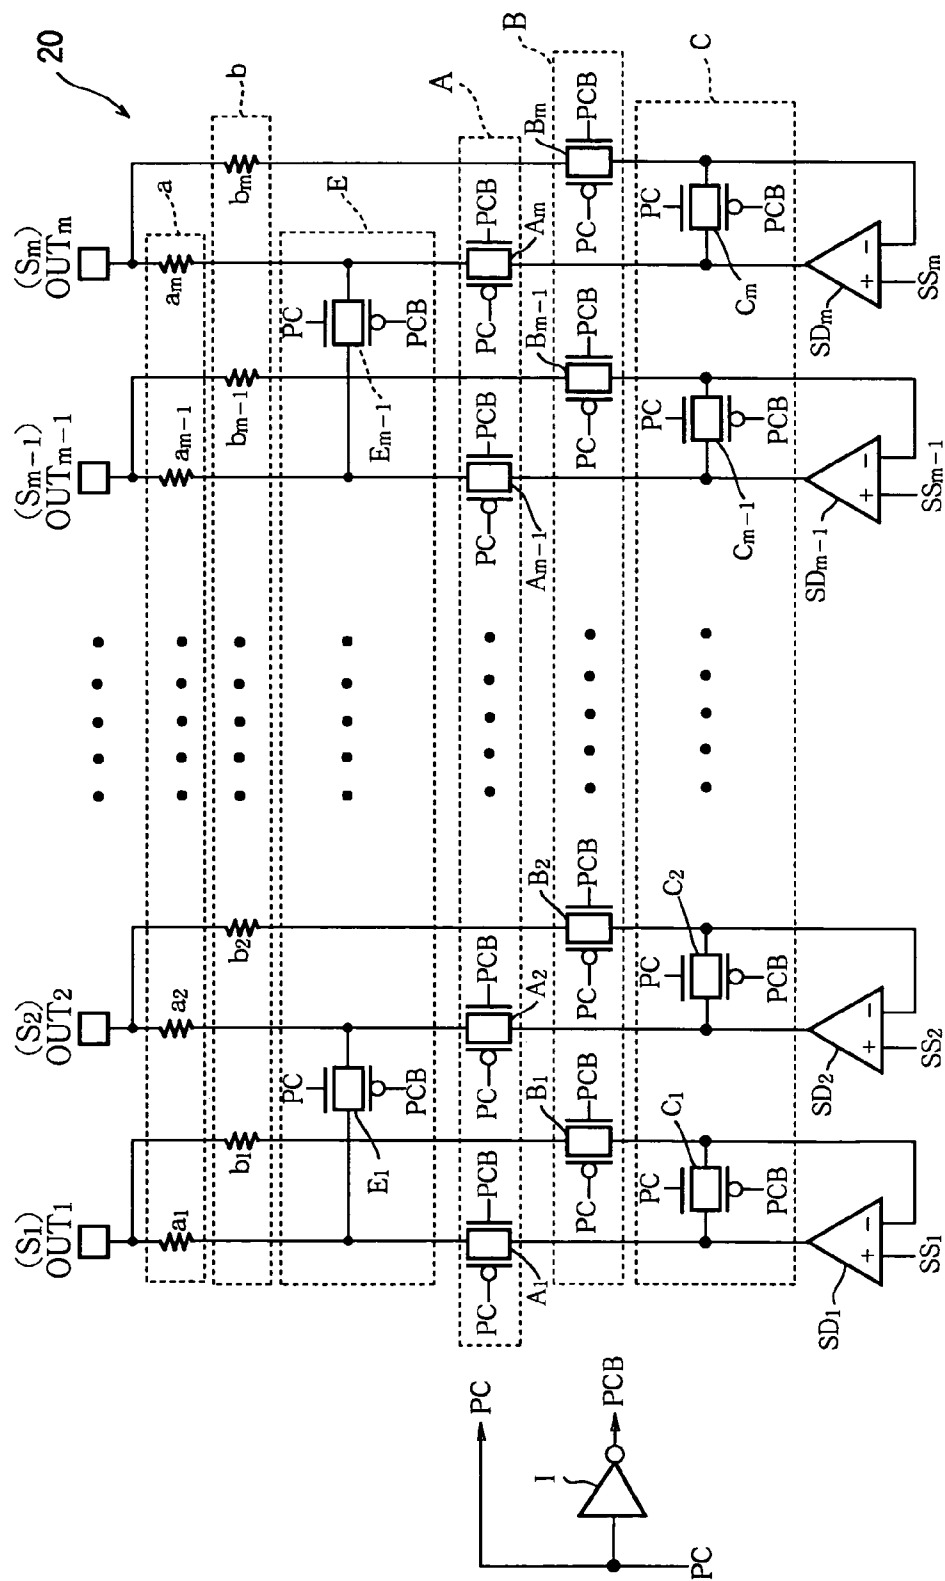 20
(S1) (S2) (Sm−1) (Sm)
OUT1 OUT2 OUTm−1 OUTm
a1 a2 am−1 am a
b1 b2 bm−1 bm b
PC PC E
E1 Em−1
PCB PCB
A
PC PCB PC PCB PC PCB PC PCB
A1 A2 Am−1 Am
B1 B2 Bm−1 Bm B
PC PCB PC PCB PC PCB PC PCB
C1 C2 Cm−1 Cm C
PC PC PC PC
PCB PCB PCB PCB
SD1 SD2 SDm−1 SDm
+ − + − + − + −
SS1 SS2 SSm−1 SSm
PC
I
PCB
PC